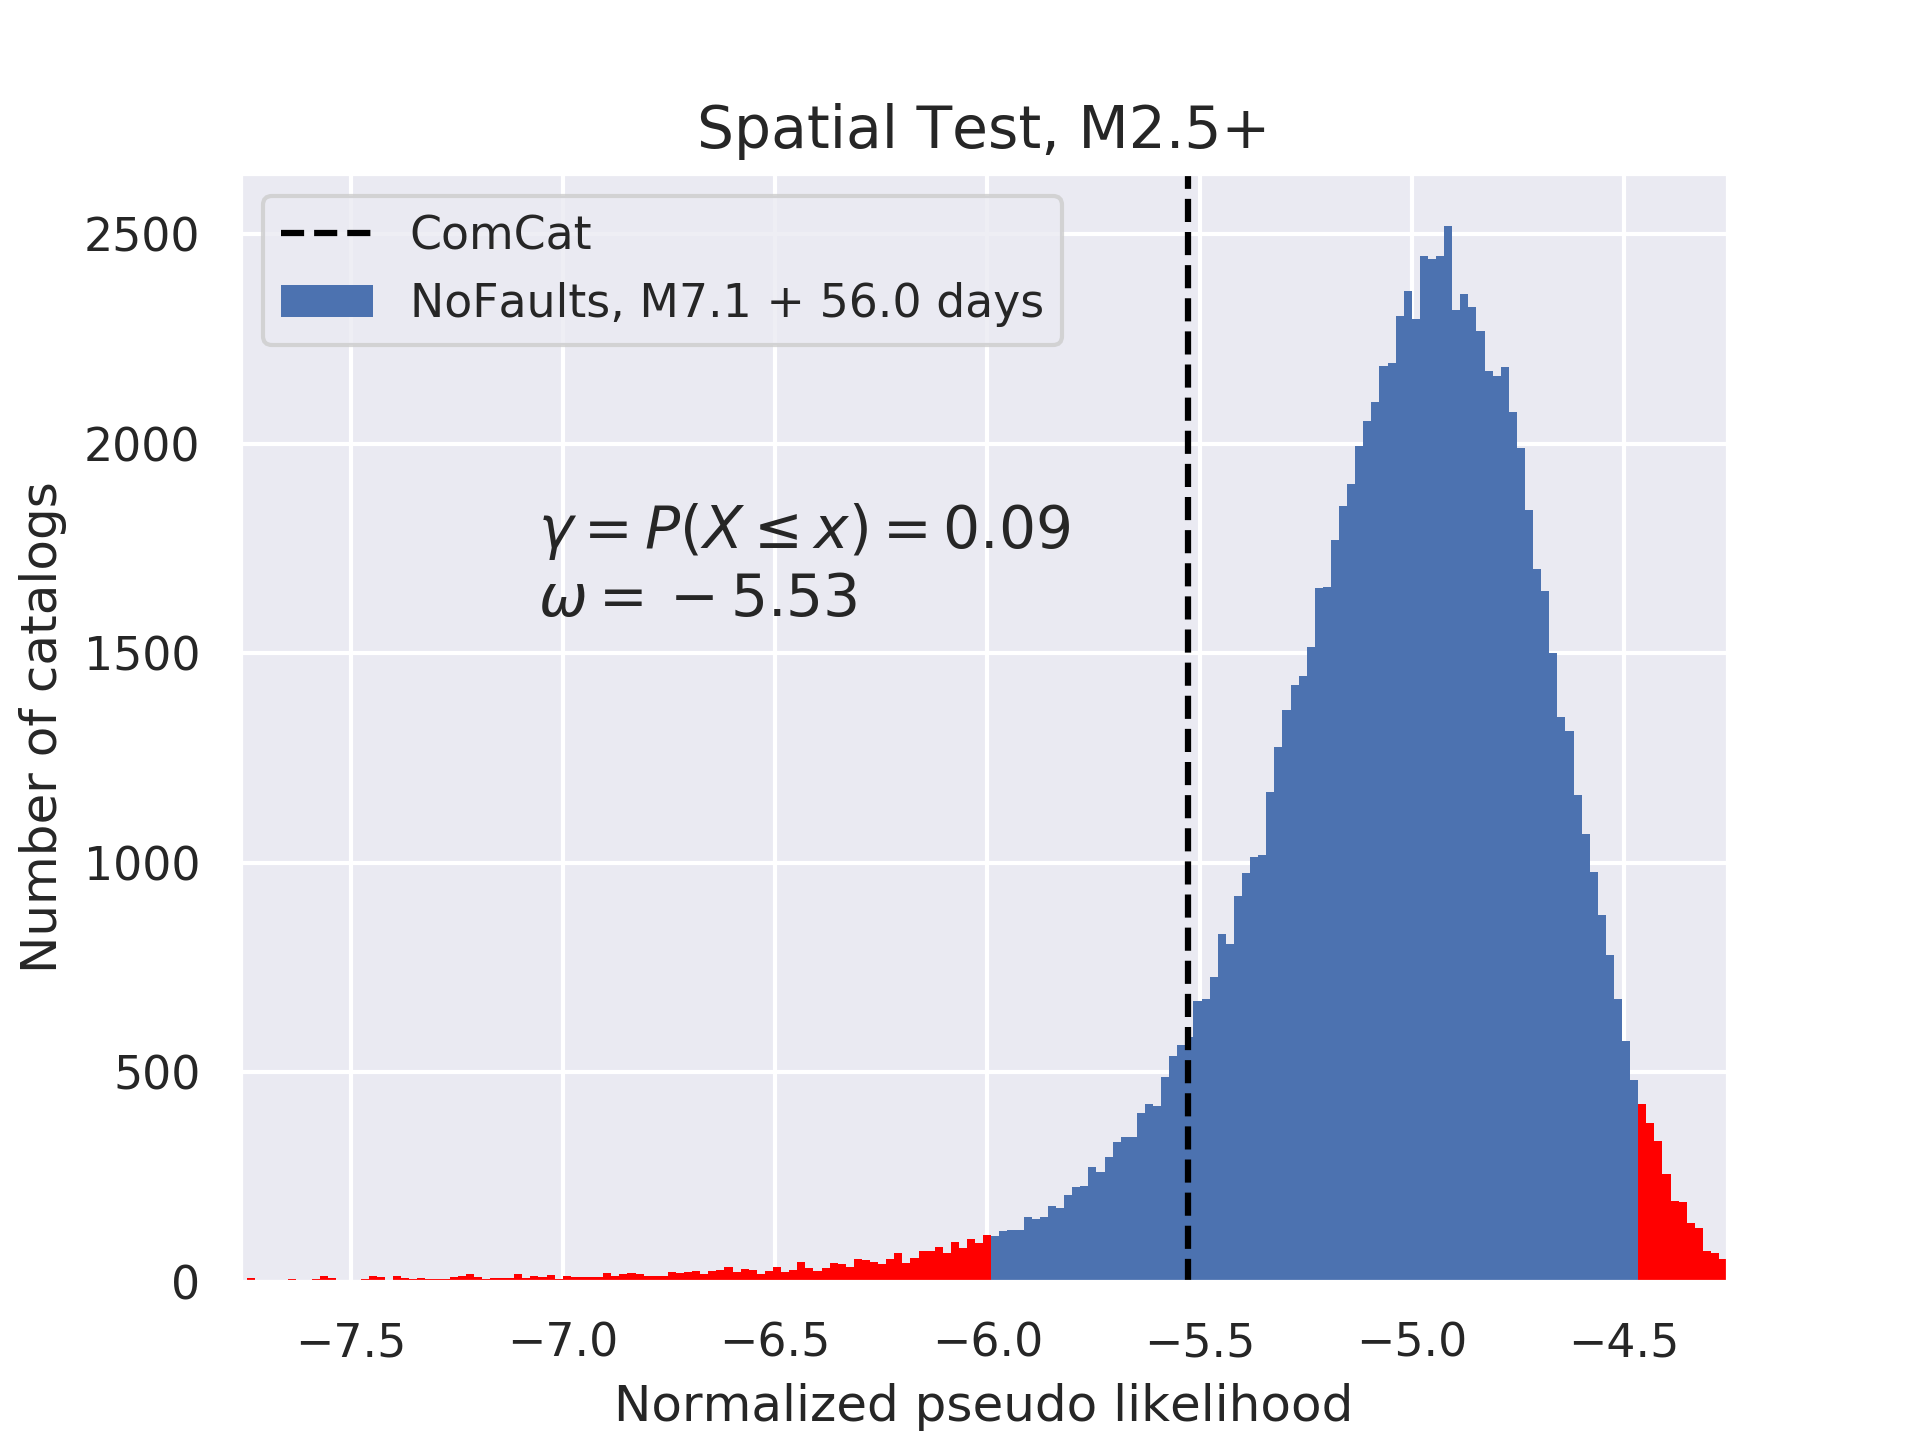 Spatial Test, M2.5+
ComCat
NoFaults, M7.1 + 56.0 days
γ = P(X ≤ x) = 0.09
ω = −5.53
Number of catalogs
2500
2000
1500
1000
500
0
−7.5 −7.0 −6.5 −6.0 −5.5 −5.0 −4.5
Normalized pseudo likelihood